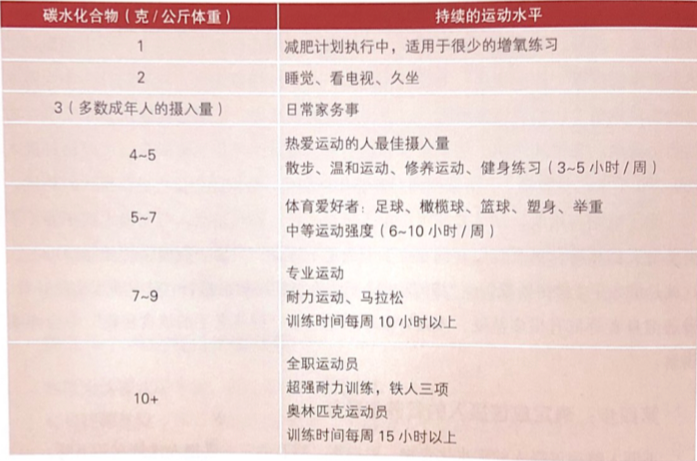 碳水化合物（克/公斤体重） 持续的运动水平
1 减肥计划执行中，适用于很少的增氧练习
2 睡觉、看电视、久坐
3（多数成年人的摄入量） 日常家务事
4~5 热爱运动的人最佳摄入量
散步、温和运动、修养运动、健身练习（3~5 小时/周）
5~7 体育爱好者：足球、橄榄球、篮球、塑身、举重
中等运动强度（6~10 小时/周）
7~9 专业运动
耐力运动、马拉松
训练时间每周 10 小时以上
10+ 全职运动员
超强耐力训练，铁人三项
奥林匹克运动员
训练时间每周 15 小时以上